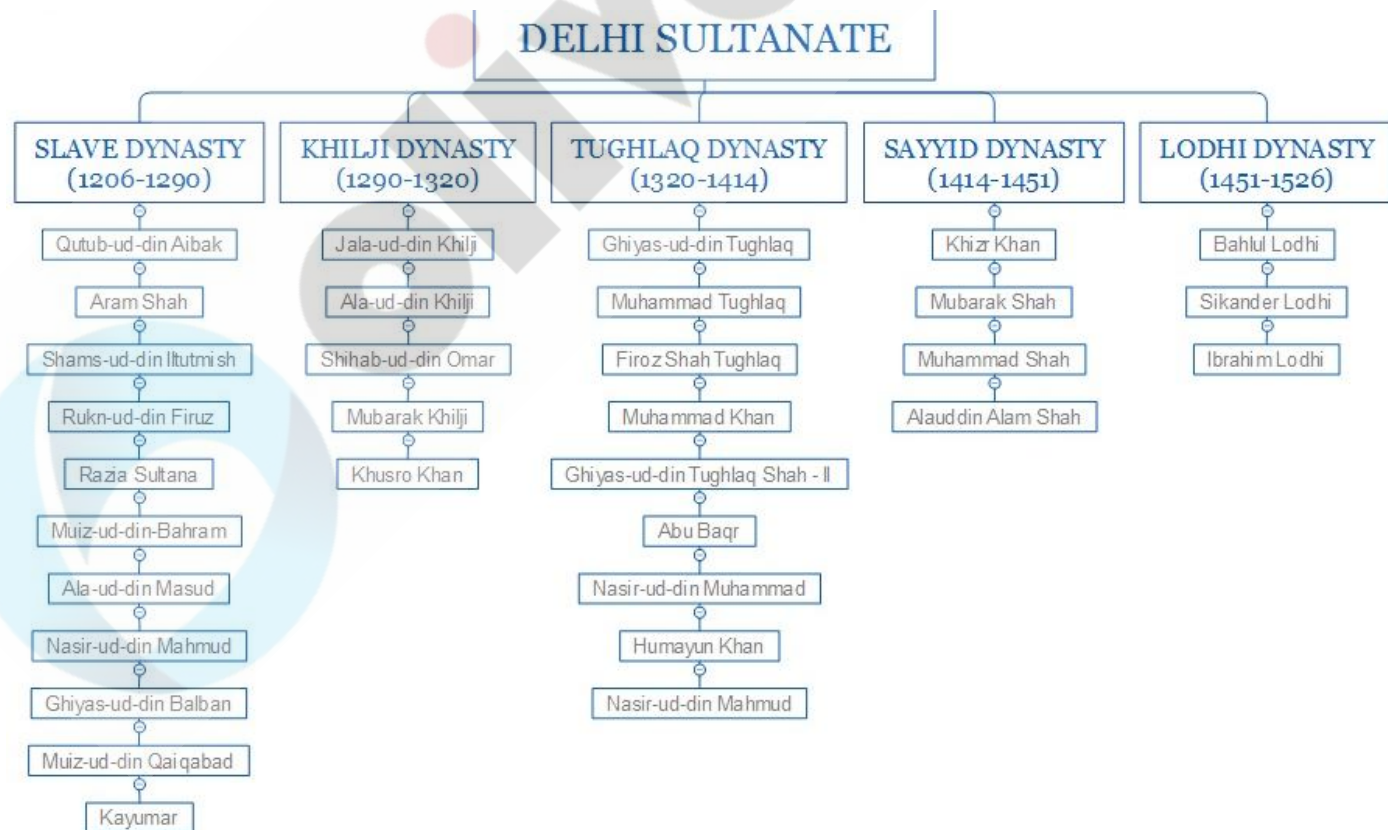 DELHI SULTANATE
SLAVE DYNASTY
(1206-1290)
Qutub-ud-din Aibak
Aram Shah
Shams-ud-din Iltutmish
Rukn-ud-din Firuz
Razia Sultana
Muiz-ud-din-Bahram
Ala-ud-din Masud
Nasir-ud-din Mahmud
Ghiyas-ud-din Balban
Muiz-ud-din Qaiqabad
Kayumar
KHILJI DYNASTY
(1290-1320)
Jala-ud-din Khilji
Ala-ud-din Khilji
Shihab-ud-din Omar
Mubarak Khilji
Khusro Khan
TUGHLAQ DYNASTY
(1320-1414)
Ghiyas-ud-din Tughlaq
Muhammad Tughlaq
Firoz Shah Tughlaq
Muhammad Khan
Ghiyas-ud-din Tughlaq Shah - II
Abu Baqr
Nasir-ud-din Muhammad
Humayun Khan
Nasir-ud-din Mahmud
SAYYID DYNASTY
(1414-1451)
Khizr Khan
Mubarak Shah
Muhammad Shah
Alauddin Alam Shah
LODHI DYNASTY
(1451-1526)
Bahlul Lodhi
Sikander Lodhi
Ibrahim Lodhi